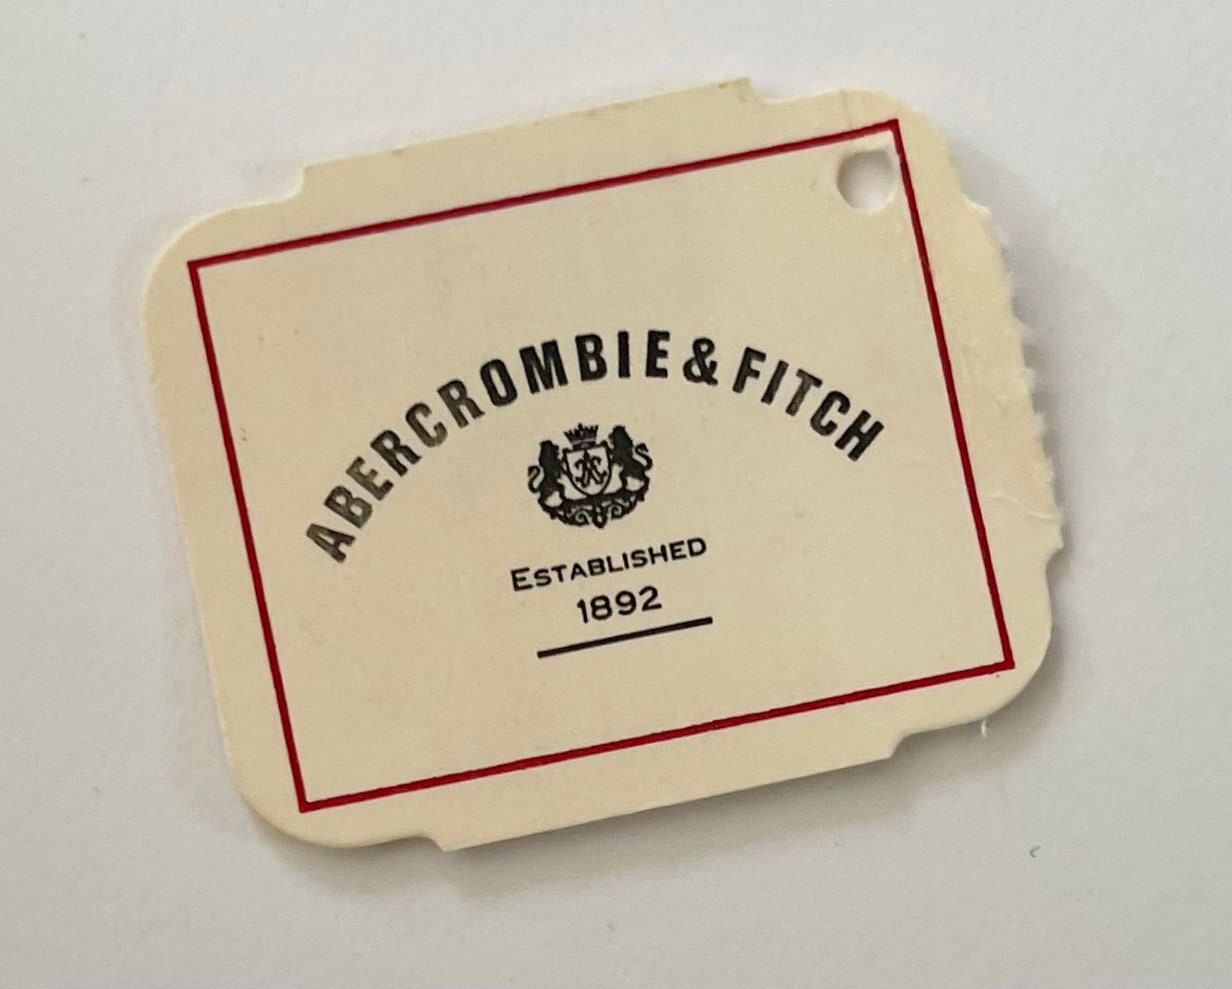 ABERCROMBIE & FITCH
ESTABLISHED
1892